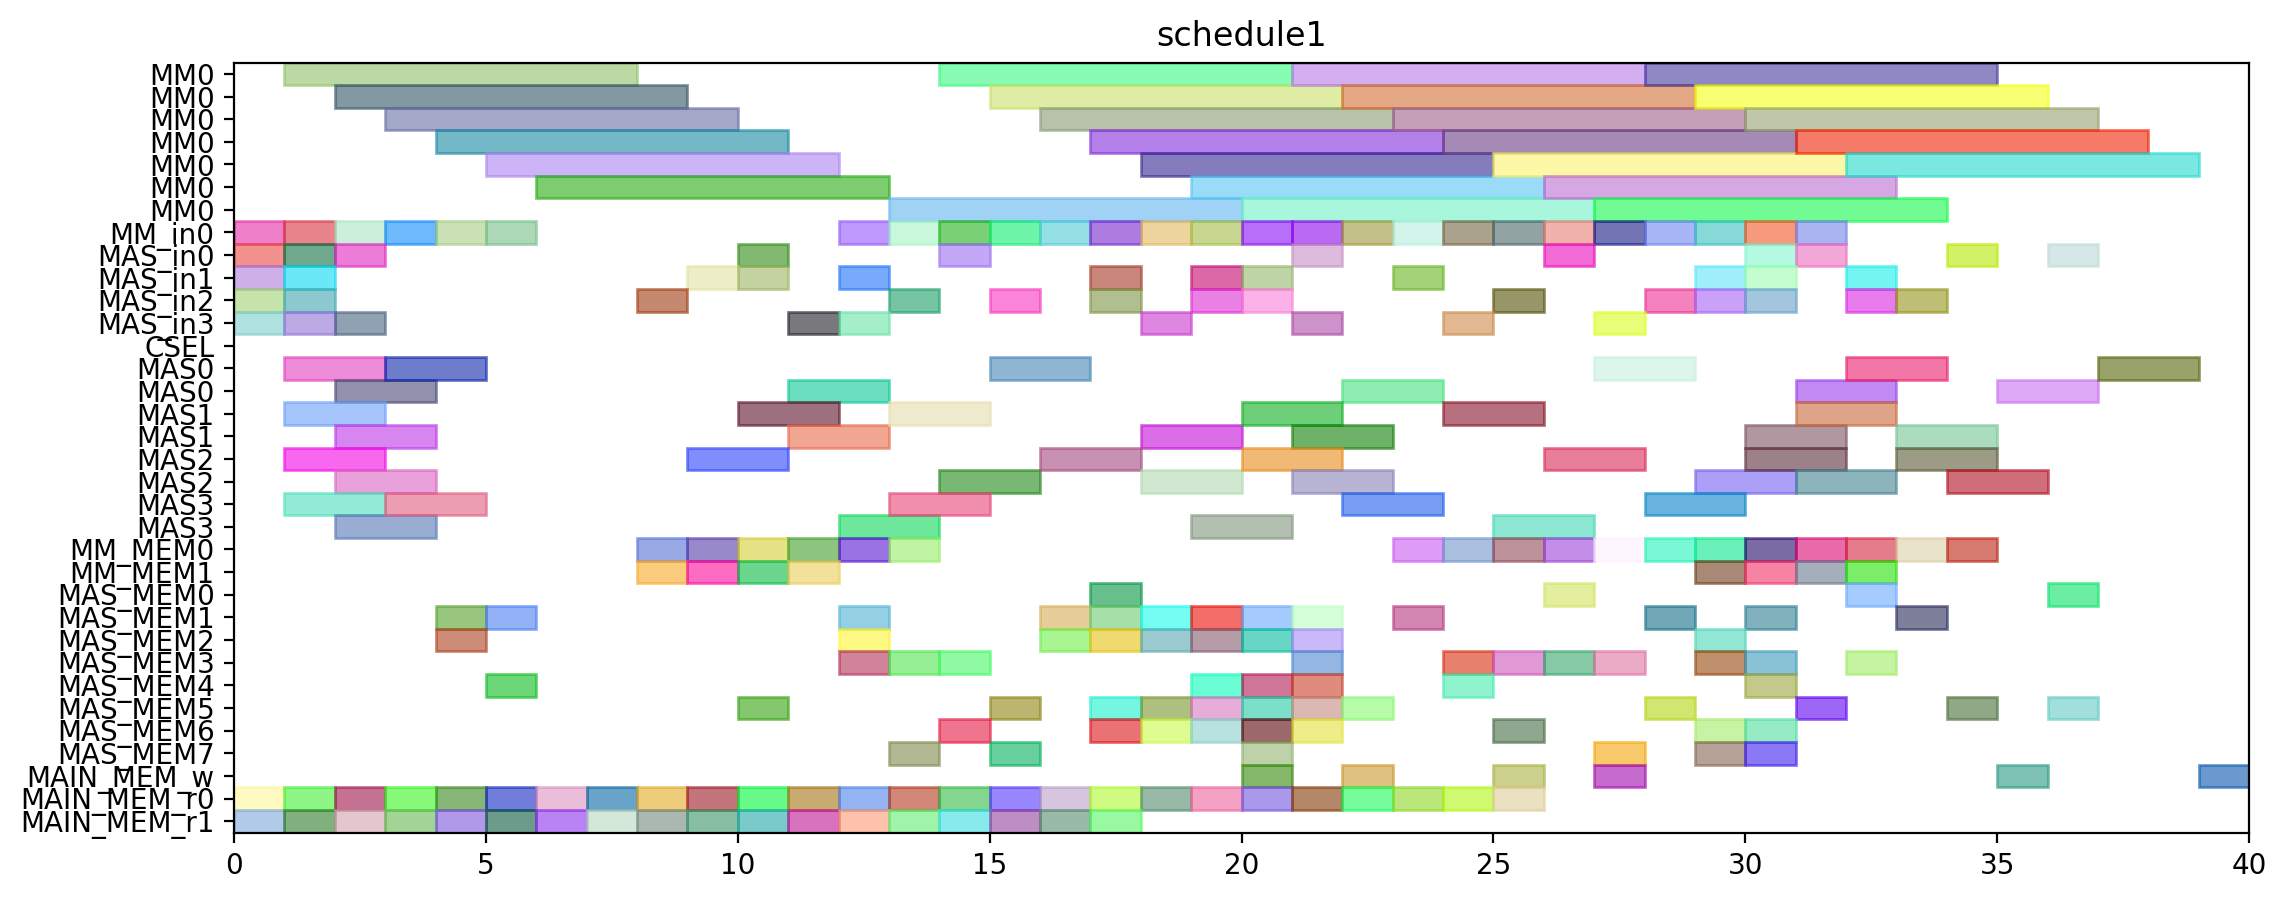 schedule1
MM0
MM0
MM0
MM0
MM0
MM0
MM0
MM_in0
MAS_in0
MAS_in1
MAS_in2
MAS_in3
CSEL
MAS0
MAS0
MAS1
MAS1
MAS2
MAS2
MAS3
MAS3
MM_MEM0
MM_MEM1
MAS_MEM0
MAS_MEM1
MAS_MEM2
MAS_MEM3
MAS_MEM4
MAS_MEM5
MAS_MEM6
MAS_MEM7
MAIN_MEM_w
MAIN_MEM_r0
MAIN_MEM_r1
0 5 10 15 20 25 30 35 40